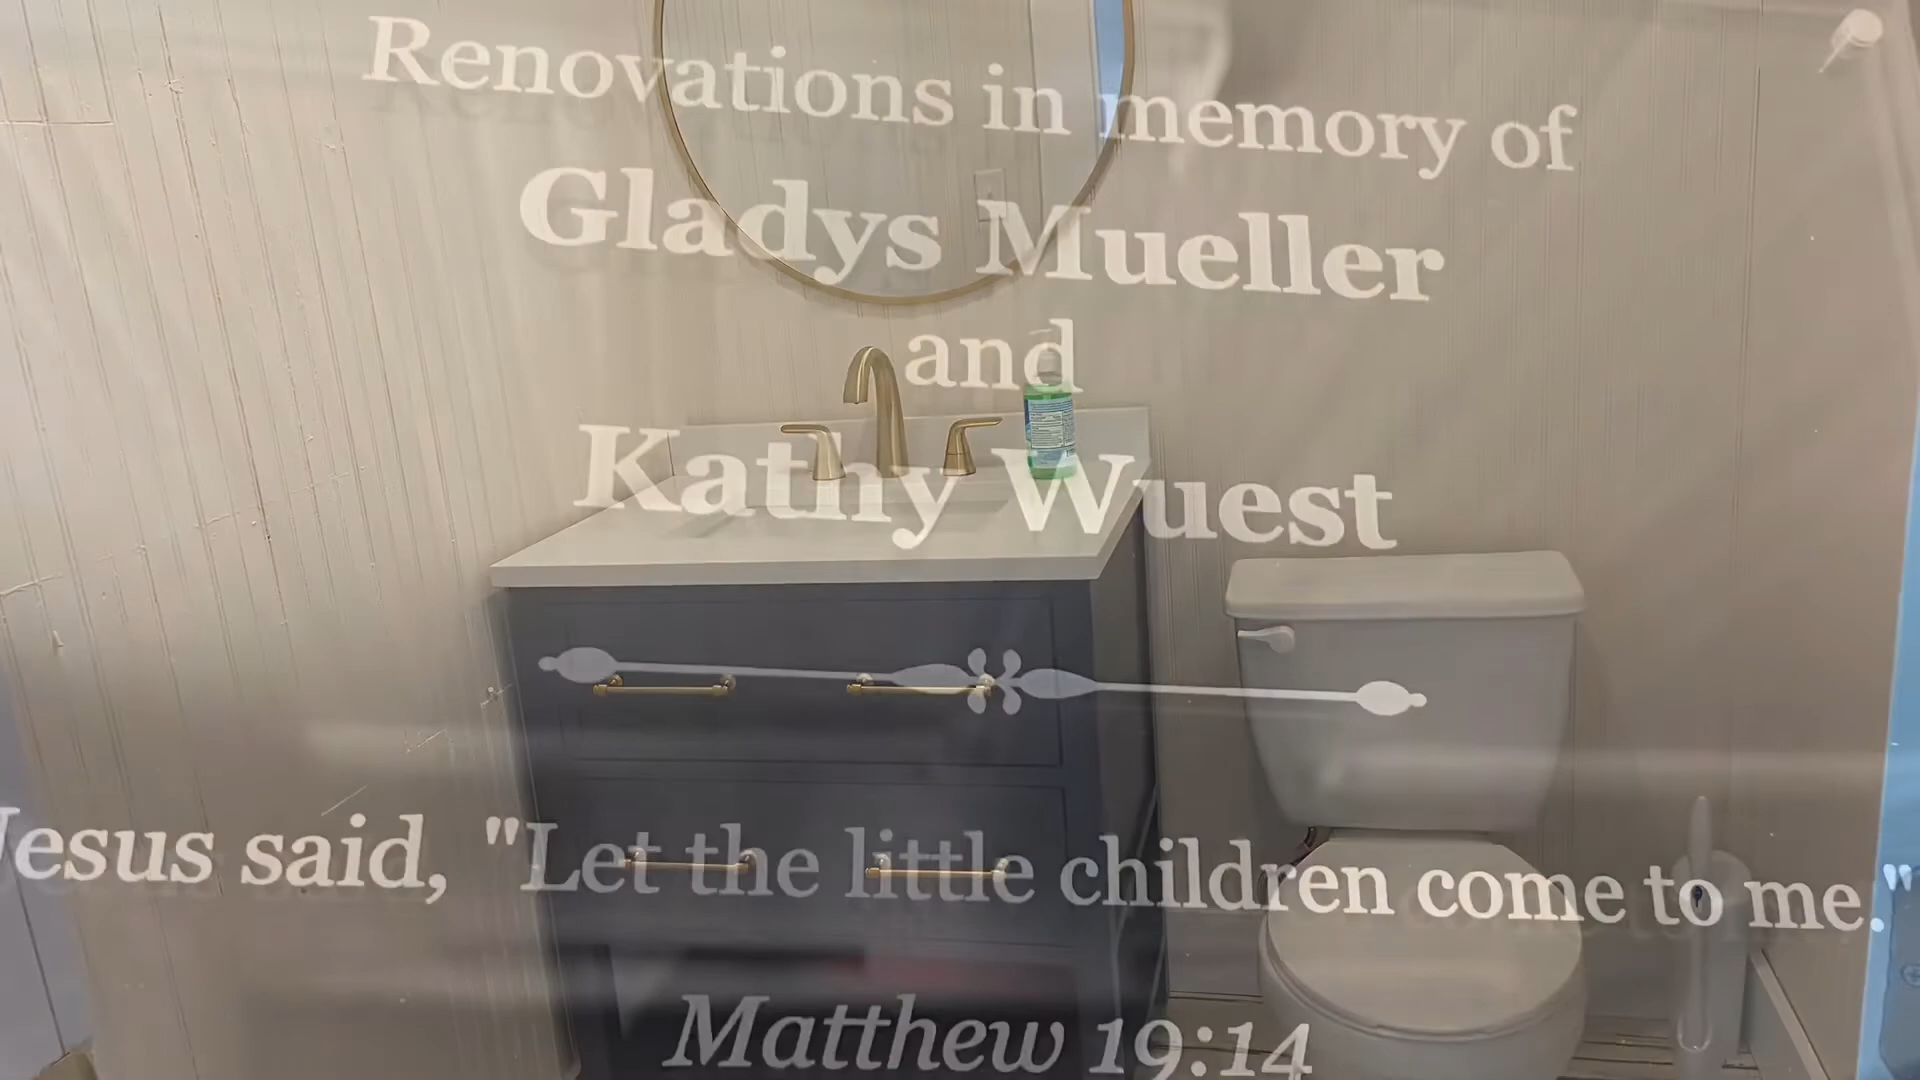 Renovations in memory of
Gladys Mueller
and
Kathy Wuest
Jesus said, "Let the little children come to me."
Matthew 19:14